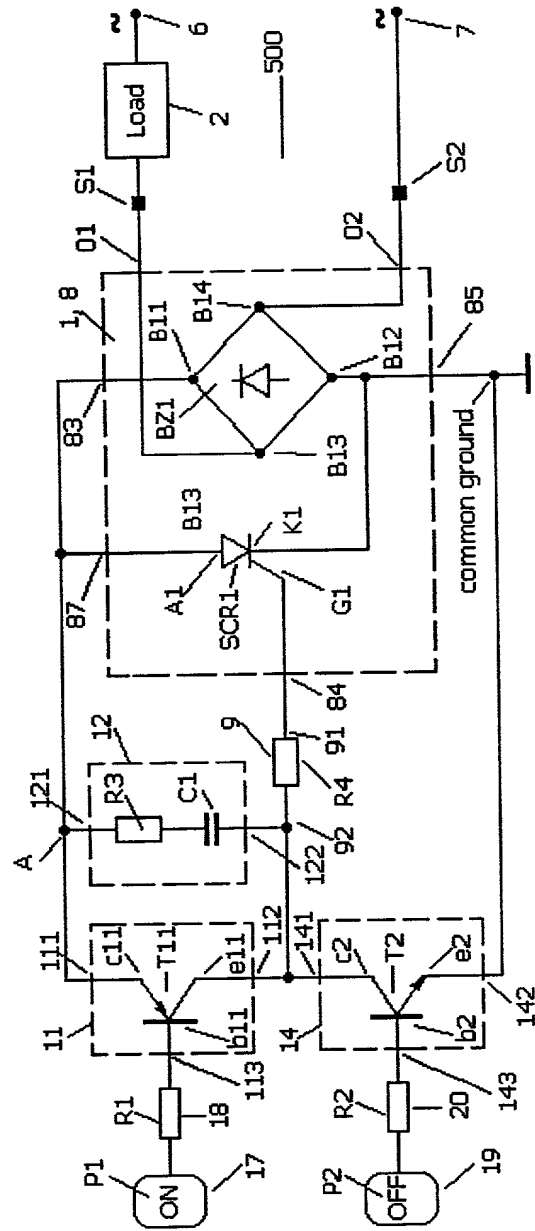 P1
ON
17
R1
18
113
11
111
c11
T11
e11
b11
112
A
121
12
R3
C1
122
92
9
91
R4
84
87
83
1, 8
A1
SCR1
K1
G1
B13
BZ1
B11
B14
B12
B13
85
O1
O2
S1
S2
Load
2
6
7
500
common ground
P2
OFF
19
R2
20
143
14
141
c2
T2
e2
b2
142